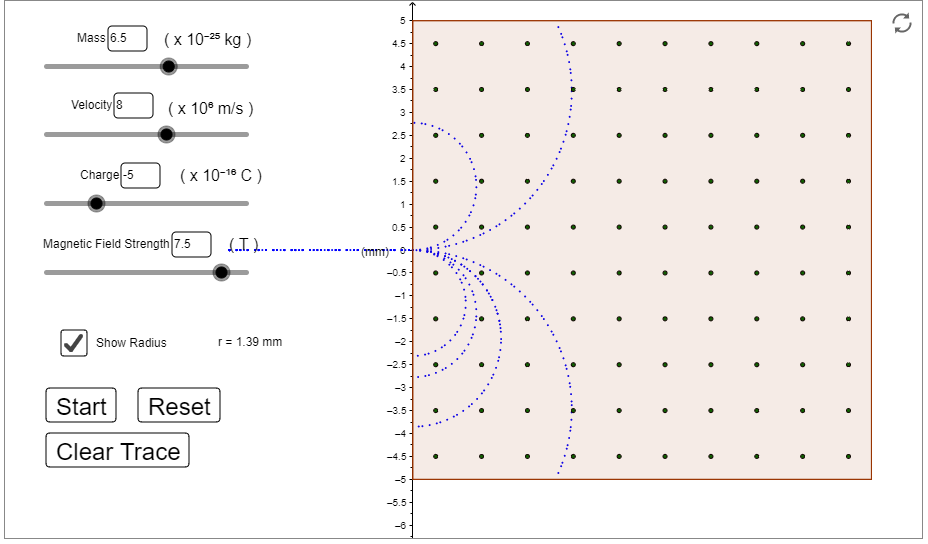 Mass 6.5 ( x 10⁻²⁵ kg )
Velocity 8 ( x 10⁶ m/s )
Charge -5 ( x 10⁻¹⁶ C )
Magnetic Field Strength 7.5 ( T )
Show Radius r = 1.39 mm
Start Reset
Clear Trace
5
4.5
4
3.5
3
2.5
2
1.5
1
0.5
(mm) 0
−0.5
−1
−1.5
−2
−2.5
−3
−3.5
−4
−4.5
−5
−5.5
−6